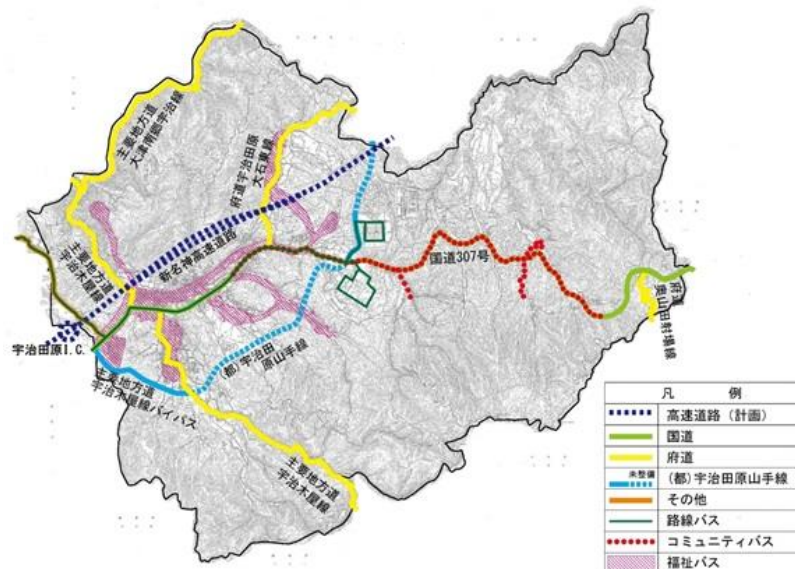 主要地方道
大津南郷宇治線
府道宇治田原
大石東線
新名神高速道路
主要地方道
宇治木屋線
国道307号
府道
奥山田射場線
宇治田原I.C.
(都)宇治田
原山手線
主要地方道
宇治木屋線バイパス
主要地方道
宇治木屋線
凡 例
高速道路（計画）
国道
府道
未整備
(都)宇治田原山手線
その他
路線バス
コミュニティバス
福祉バス